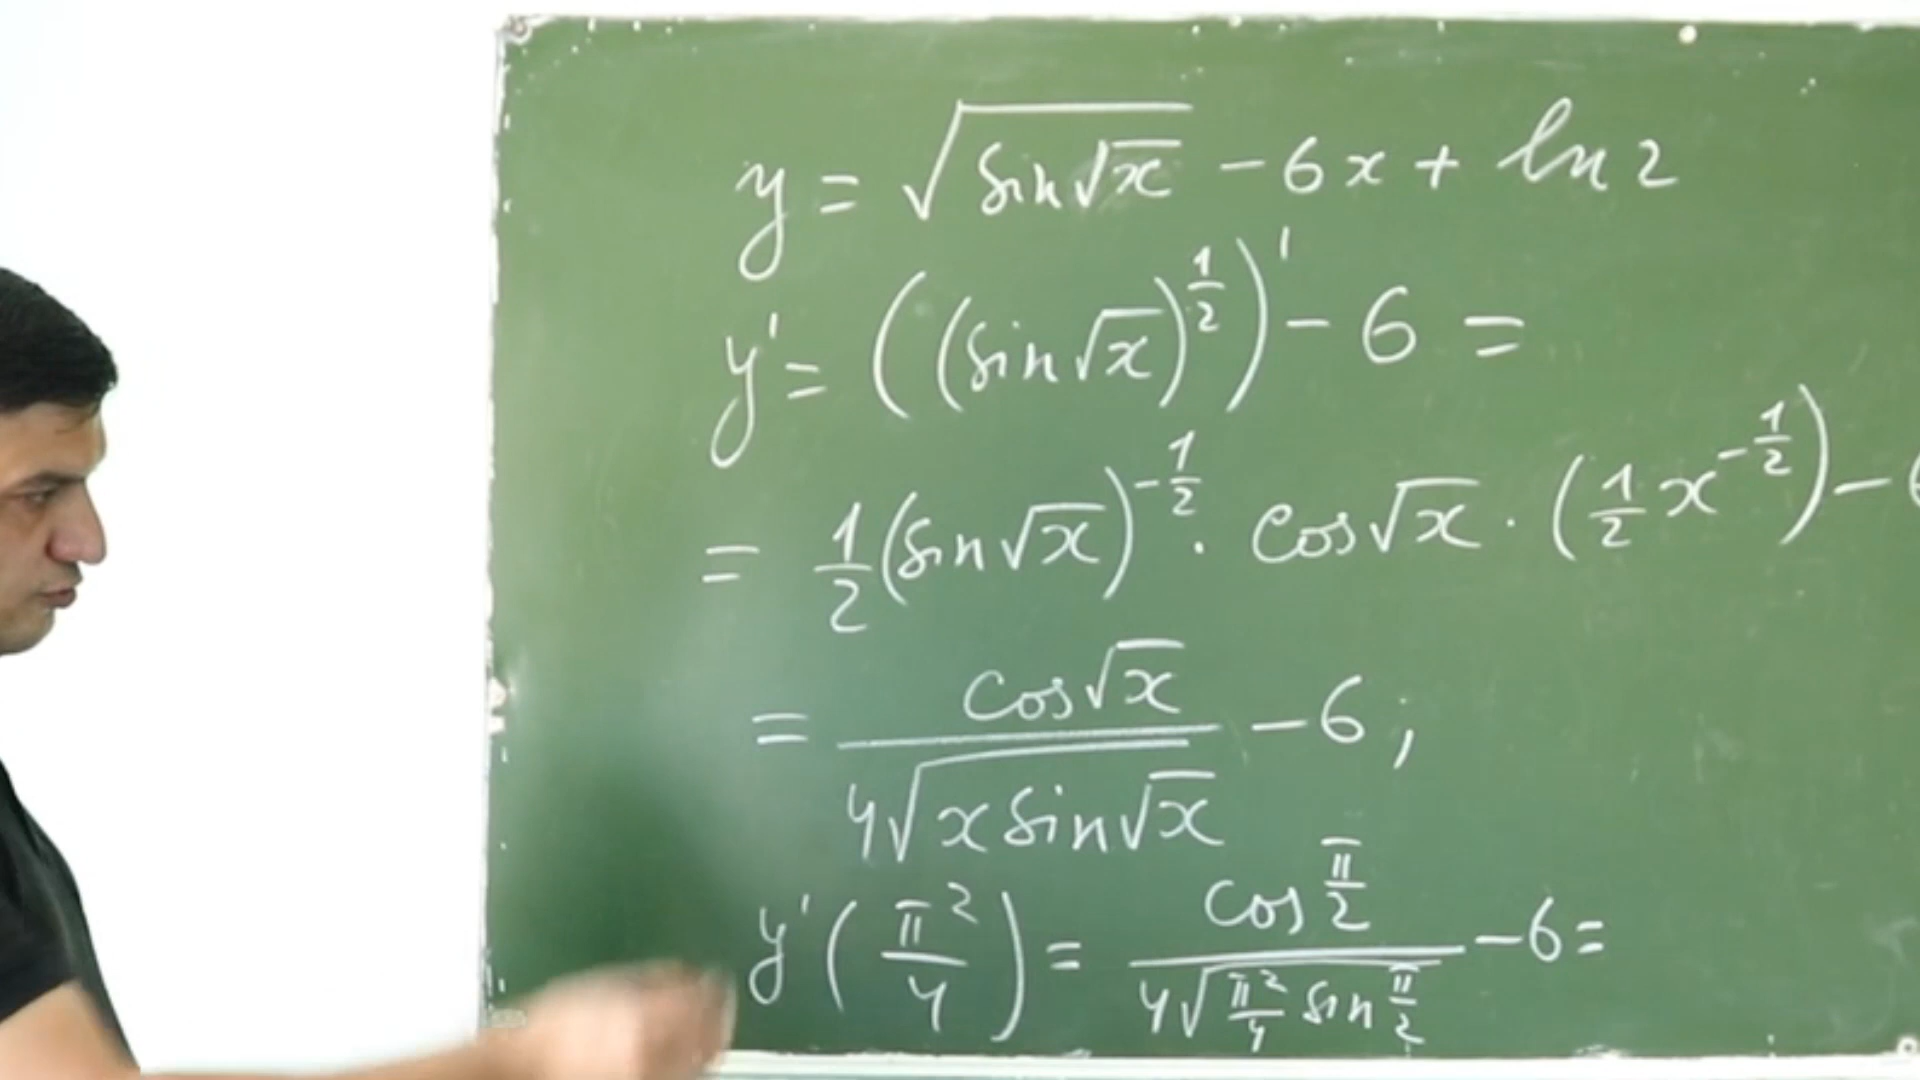 y = √(sin√x) - 6x + ln 2
y' = ((sin√x)^(1/2))' - 6 =
= 1/2 (sin√x)^(-1/2) · cos√x · (1/2 x^(-1/2)) -
= cos√x / (4√(x sin√x)) - 6;
y'(π²/4) = cos π/2 / (4√(π²/4 sin π/2)) - 6 =